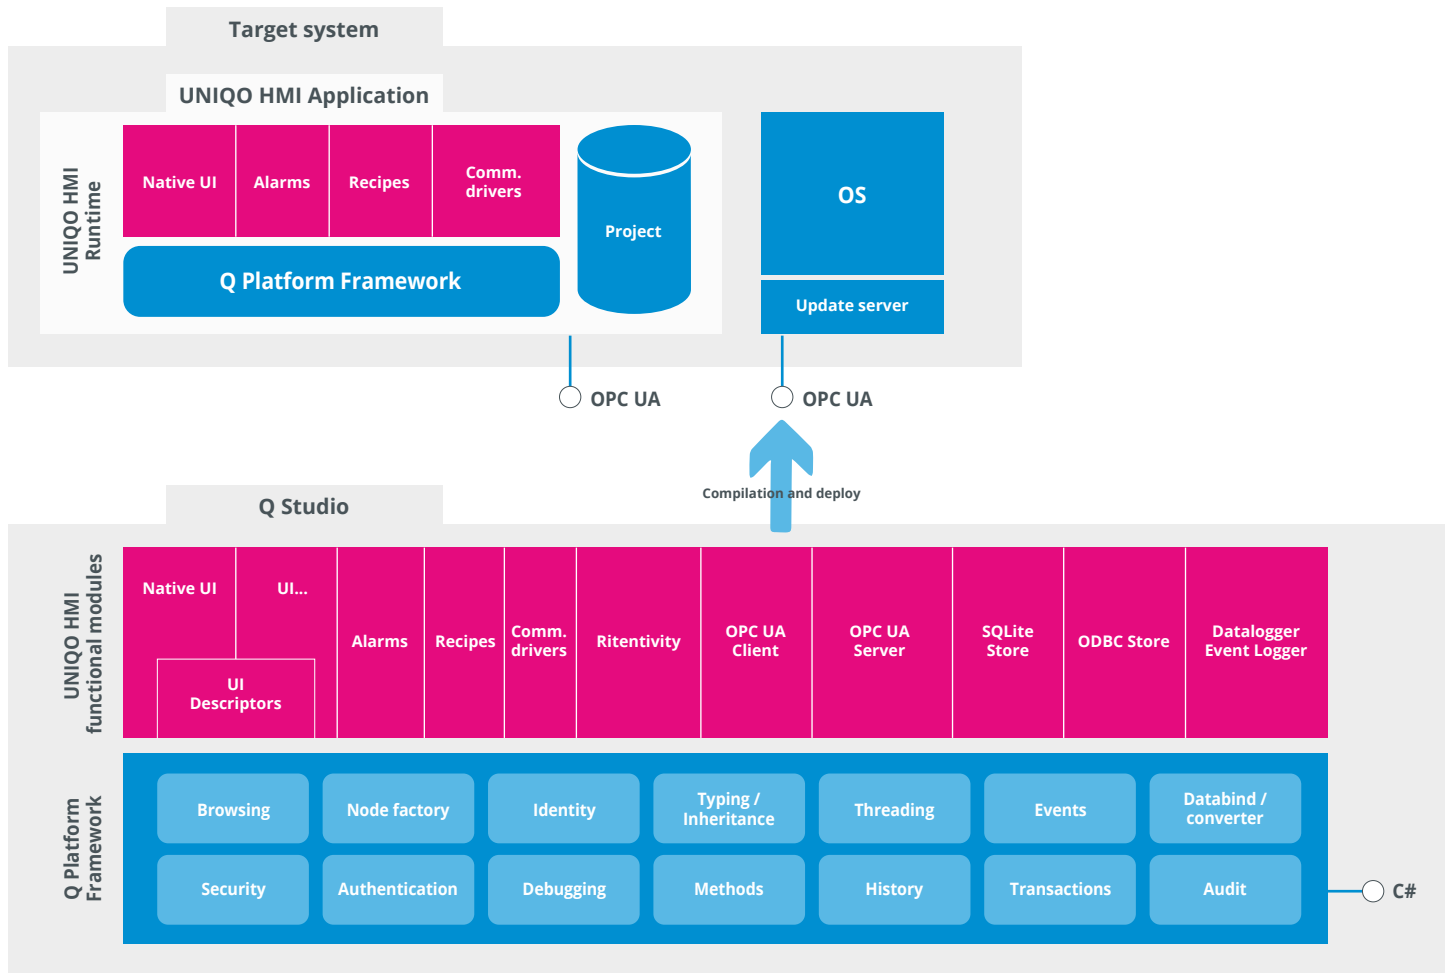 Target system
UNIQO HMI Application
UNIQO HMI
Runtime
Native UI
Alarms
Recipes
Comm.
drivers
Project
Q Platform Framework
OS
Update server
OPC UA
OPC UA
Compilation and deploy
Q Studio
UNIQO HMI
functional modules
Native UI
UI...
UI
Descriptors
Alarms
Recipes
Comm.
drivers
Ritentivity
OPC UA
Client
OPC UA
Server
SQLite
Store
ODBC Store
Datalogger
Event Logger
Q Platform
Framework
Browsing
Node factory
Identity
Typing /
Inheritance
Threading
Events
Databind /
converter
Security
Authentication
Debugging
Methods
History
Transactions
Audit
C#